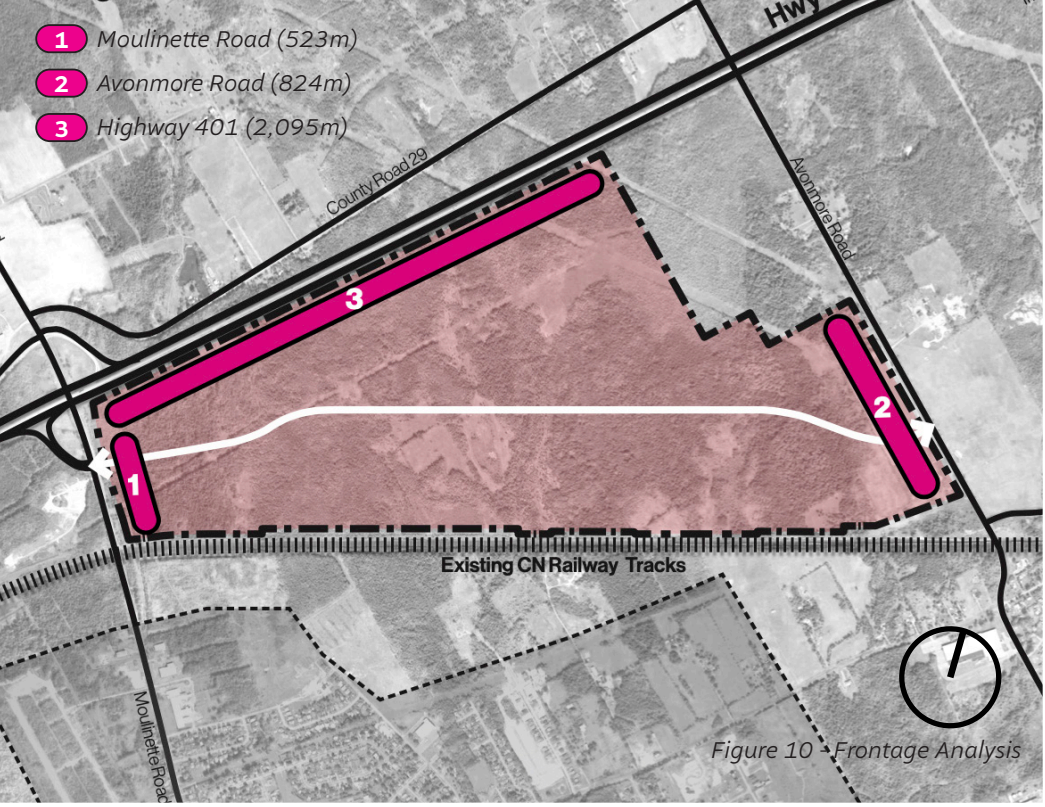 Hwy
1 Moulinette Road (523m)
2 Avonmore Road (824m)
3 Highway 401 (2,095m)
County Road 29
Avonmore Road
3
2
1
Existing CN Railway Tracks
Moulinette Road
Figure 10 - Frontage Analysis